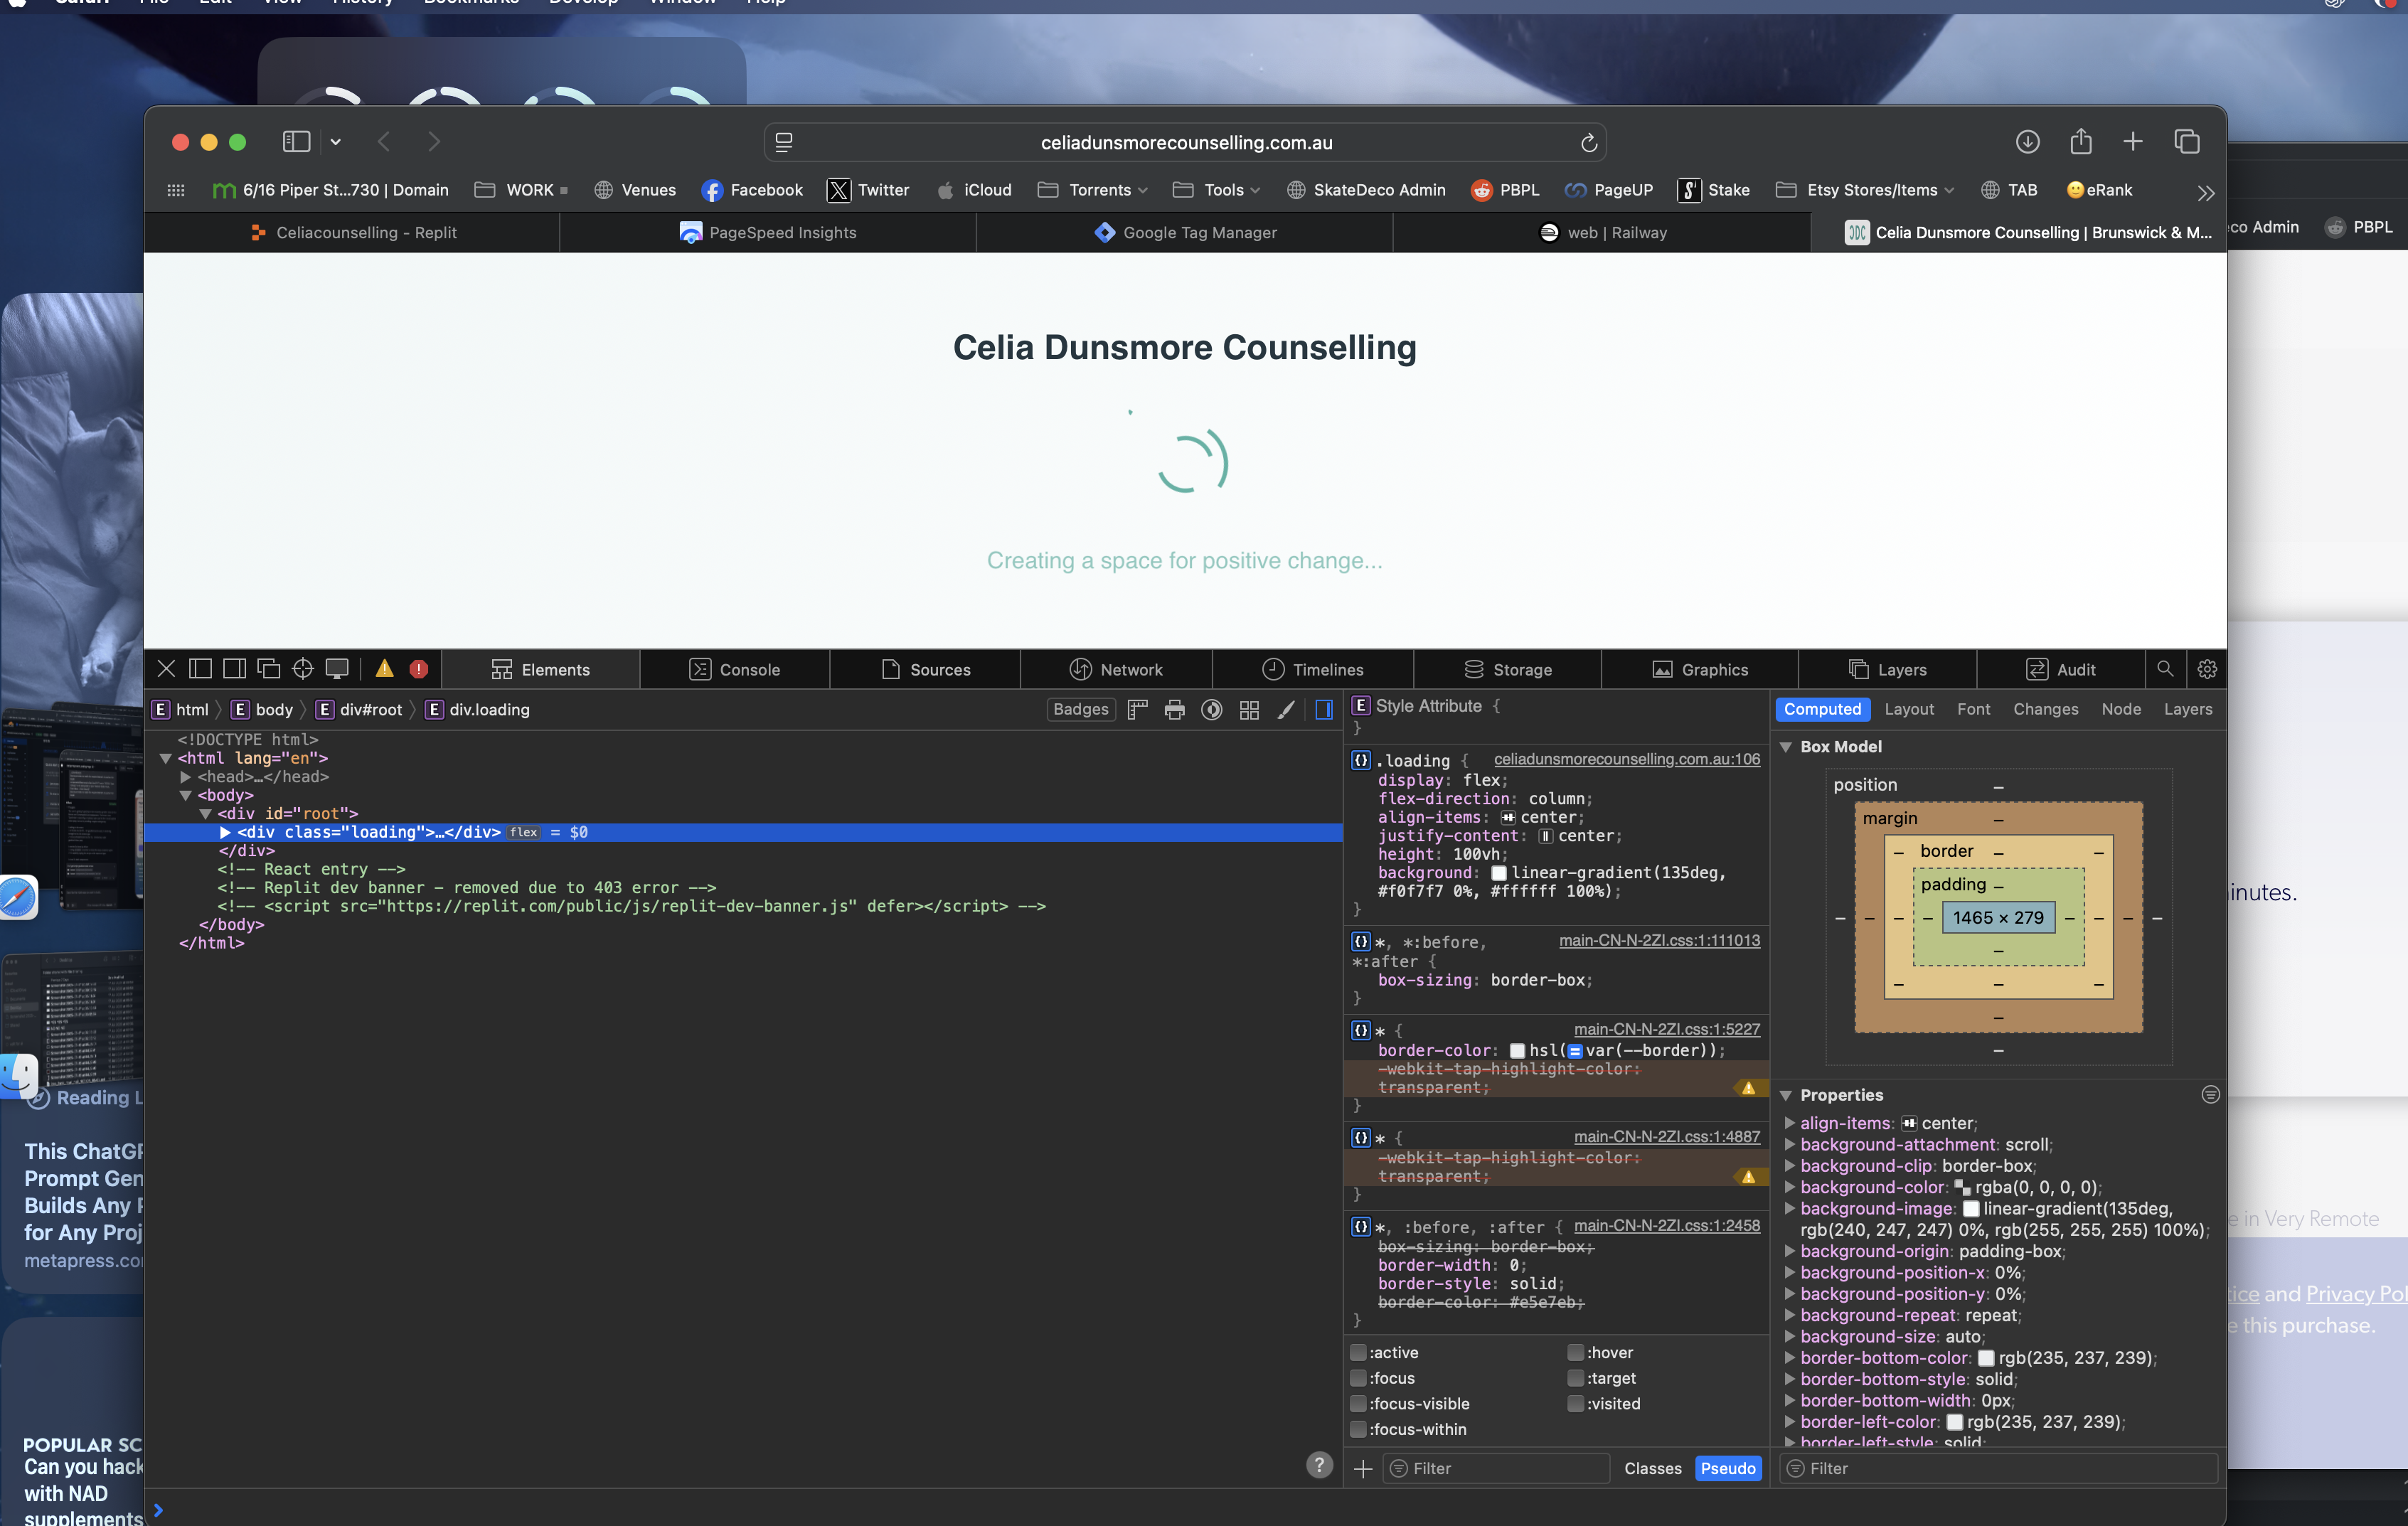 Safari File Edit View History Bookmarks Develop Window Help
celiadunsmorecounselling.com.au
6/16 Piper St...730 | Domain WORK Venues Facebook Twitter iCloud Torrents Tools SkateDeco Admin PBPL PageUP Stake Etsy Stores/Items TAB eRank
Celiacounselling - Replit PageSpeed Insights Google Tag Manager web | Railway Celia Dunsmore Counselling | Brunswick & M...
eco Admin PBPL
Celia Dunsmore Counselling
Creating a space for positive change...
Elements Console Sources Network Timelines Storage Graphics Layers Audit
E html E body E div#root E div.loading Badges
<!DOCTYPE html>
<html lang="en">
<head>…</head>
<body>
<div id="root">
<div class="loading">…</div> flex = $0
</div>
<!-- React entry -->
<!-- Replit dev banner - removed due to 403 error -->
<!-- <script src="https://replit.com/public/js/replit-dev-banner.js" defer></script> -->
</body>
</html>
E Style Attribute {
}
.loading { celiadunsmorecounselling.com.au:106
display: flex;
flex-direction: column;
align-items: center;
justify-content: center;
height: 100vh;
background: linear-gradient(135deg,
#f0f7f7 0%, #ffffff 100%);
}
*, *:before, main-CN-N-2ZI.css:1:111013
*:after {
box-sizing: border-box;
}
* { main-CN-N-2ZI.css:1:5227
border-color: hsl(var(--border));
-webkit-tap-highlight-color:
transparent;
}
* { main-CN-N-2ZI.css:1:4887
-webkit-tap-highlight-color:
transparent;
}
*, :before, :after { main-CN-N-2ZI.css:1:2458
box-sizing: border-box;
border-width: 0;
border-style: solid;
border-color: #e5e7eb;
}
:active :hover
:focus :target
:focus-visible :visited
:focus-within
Filter Classes Pseudo
Computed Layout Font Changes Node Layers
Box Model
position –
margin –
– border – –
padding –
– – – – 1465 × 279 – – – –
–
– – –
–
–
Properties
align-items: center;
background-attachment: scroll;
background-clip: border-box;
background-color: rgba(0, 0, 0, 0);
background-image: linear-gradient(135deg,
rgb(240, 247, 247) 0%, rgb(255, 255, 255) 100%);
background-origin: padding-box;
background-position-x: 0%;
background-position-y: 0%;
background-repeat: repeat;
background-size: auto;
border-bottom-color: rgb(235, 237, 239);
border-bottom-style: solid;
border-bottom-width: 0px;
border-left-color: rgb(235, 237, 239);
border-left-style: solid;
Filter
Reading L
This ChatGP
Prompt Gen
Builds Any P
for Any Proj
metapress.co
POPULAR SC
Can you hack
with NAD
supplements
inutes.
e in Very Remote
tice and Privacy Pol
e this purchase.